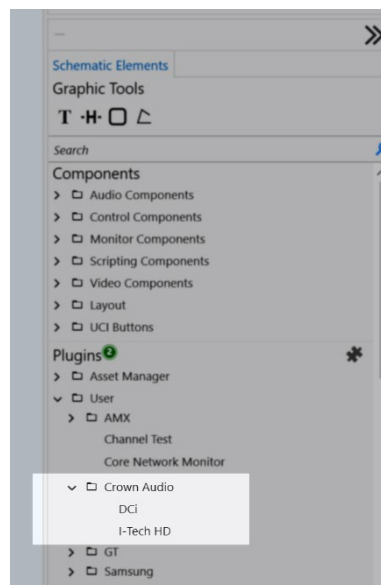 Schematic Elements
Graphic Tools
T ·H·
Search
Components
Audio Components
Control Components
Monitor Components
Scripting Components
Video Components
Layout
UCI Buttons
Plugins 2
Asset Manager
User
AMX
Channel Test
Core Network Monitor
Crown Audio
DCi
I-Tech HD
GT
Samsung